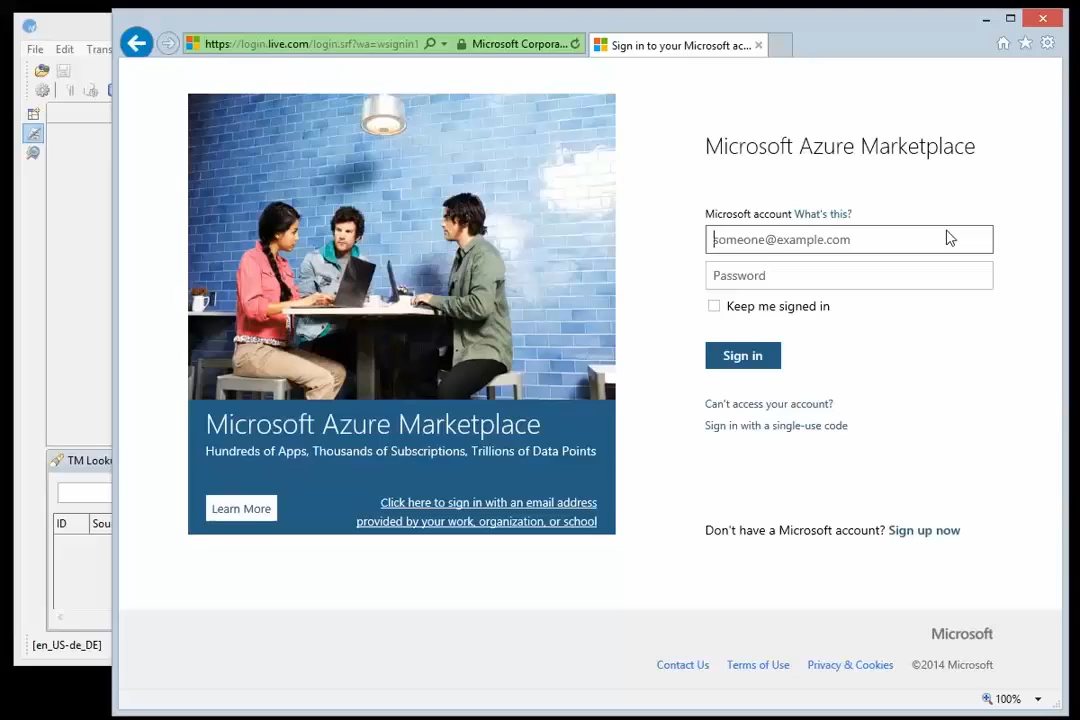 File Edit Trans
https://login.live.com/login.srf?wa=wsignin1
Microsoft Corpora...
Sign in to your Microsoft ac...
Microsoft Azure Marketplace
Microsoft account What's this?
someone@example.com
Password
Keep me signed in
Sign in
Can't access your account?
Sign in with a single-use code
Don't have a Microsoft account? Sign up now
Microsoft Azure Marketplace
Hundreds of Apps, Thousands of Subscriptions, Trillions of Data Points
Learn More
Click here to sign in with an email address
provided by your work, organization, or school
TM Looku
ID Sou
[en_US-de_DE]
Microsoft
Contact Us Terms of Use Privacy & Cookies ©2014 Microsoft
100%